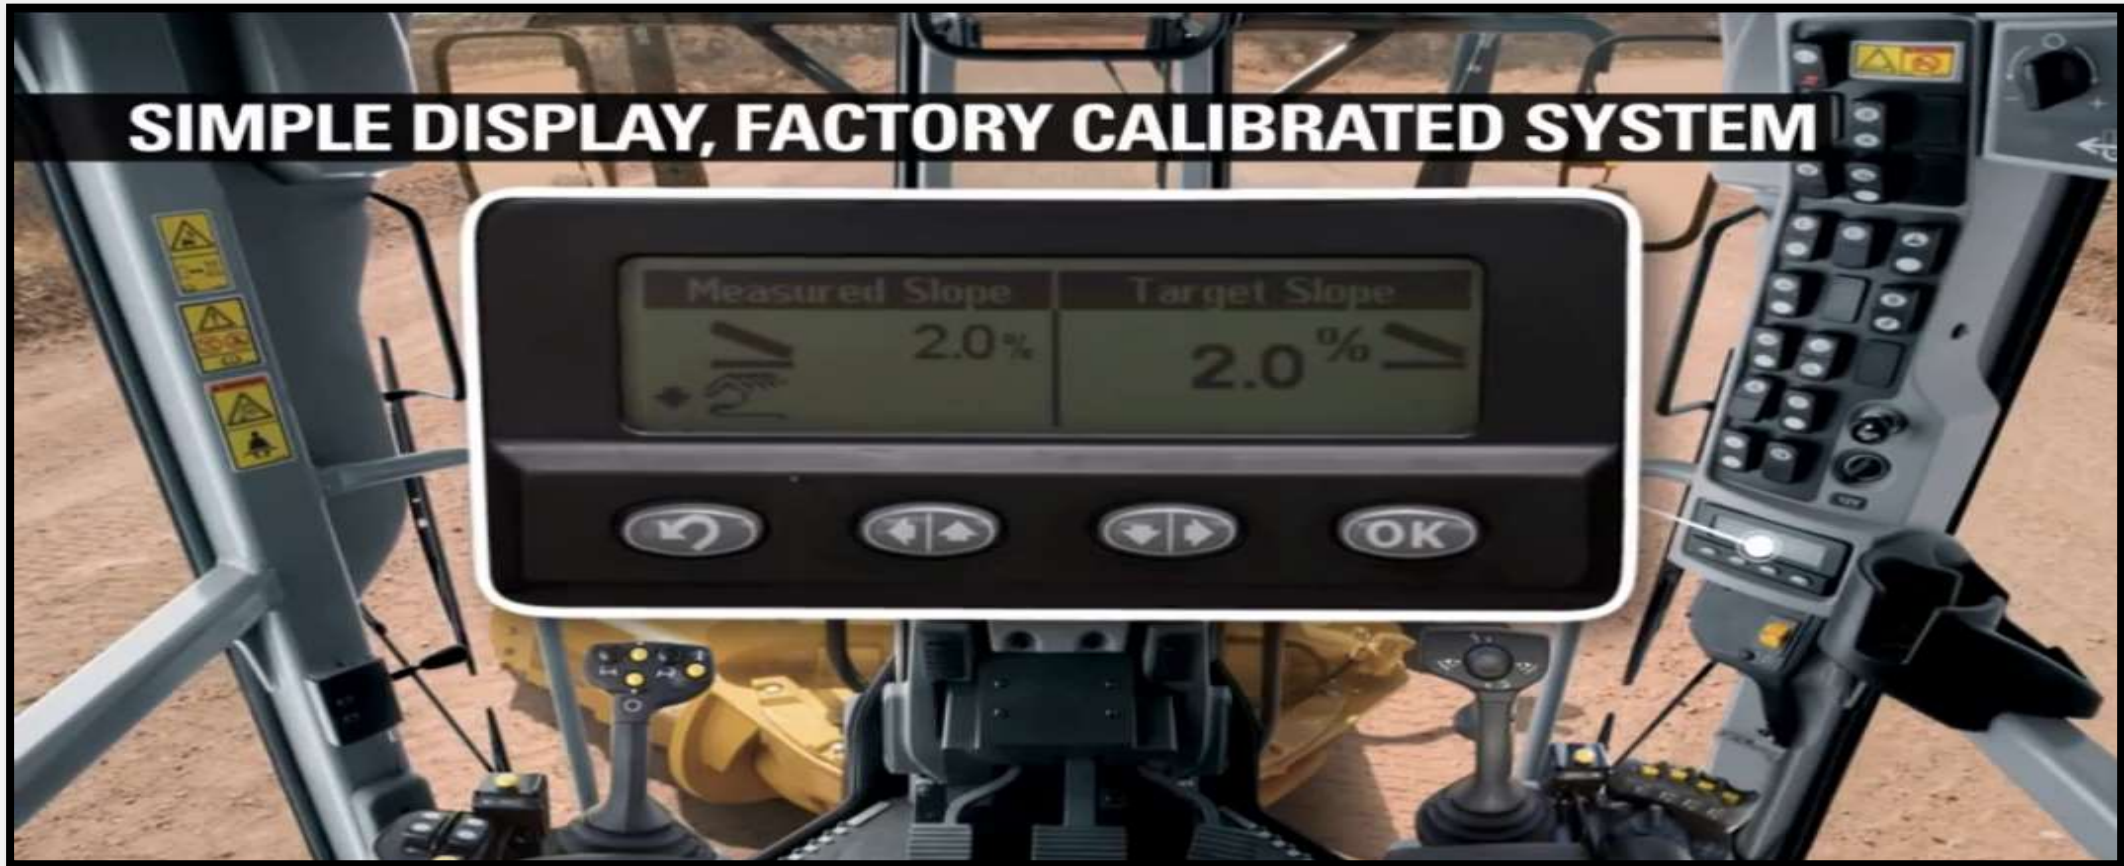 SIMPLE DISPLAY, FACTORY CALIBRATED SYSTEM
Measured Slope
Target Slope
2.0%
2.0%
OK